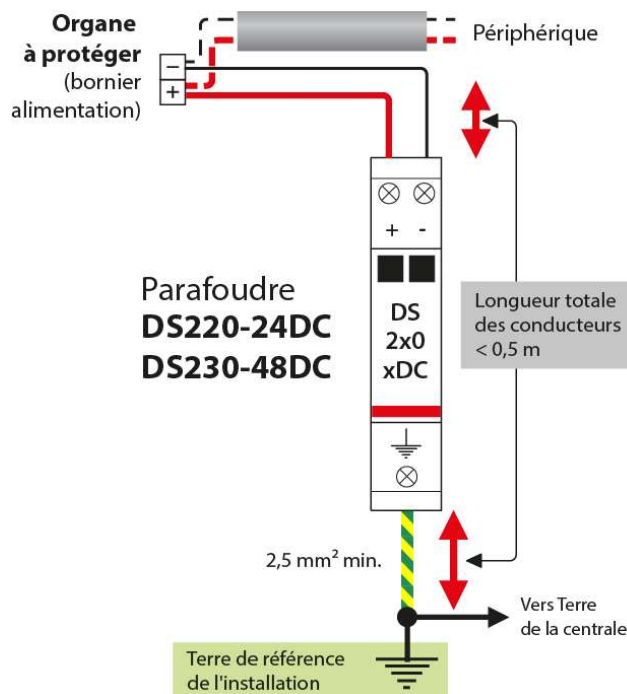 Organe
à protéger
(bornier
alimentation)
Périphérique
−
+
+ -
Parafoudre
DS220-24DC
DS230-48DC
DS
2x0
xDC
Longueur totale
des conducteurs
< 0,5 m
2,5 mm² min.
Vers Terre
de la centrale
Terre de référence
de l'installation